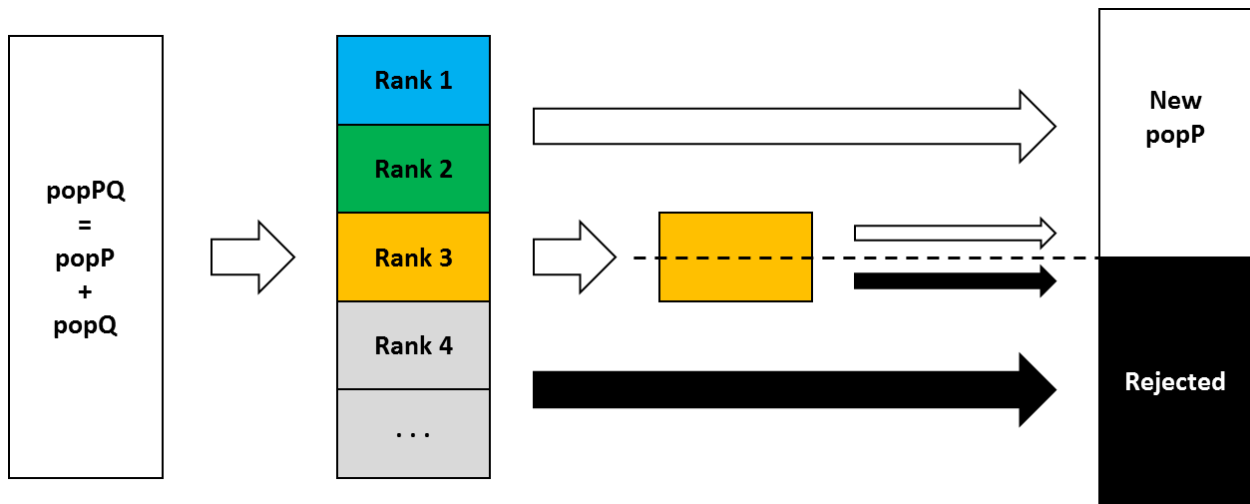 popPQ
=
popP
+
popQ
Rank 1
Rank 2
Rank 3
Rank 4
...
New
popP
Rejected